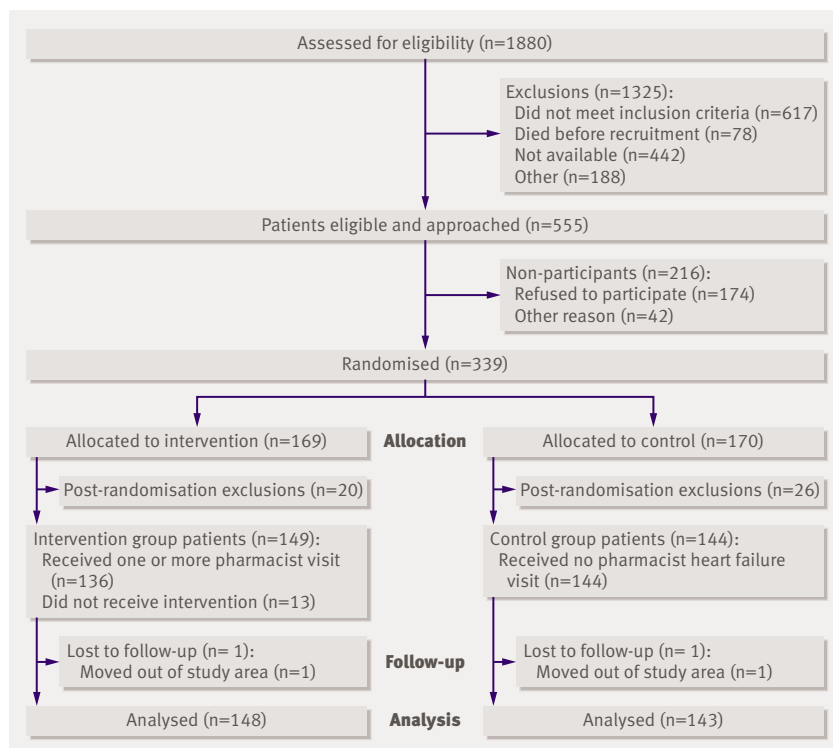 Assessed for eligibility (n=1880)
Exclusions (n=1325):
Did not meet inclusion criteria (n=617)
Died before recruitment (n=78)
Not available (n=442)
Other (n=188)
Patients eligible and approached (n=555)
Non-participants (n=216):
Refused to participate (n=174)
Other reason (n=42)
Randomised (n=339)
Allocated to intervention (n=169)
Allocation
Allocated to control (n=170)
Post-randomisation exclusions (n=20)
Post-randomisation exclusions (n=26)
Intervention group patients (n=149):
Received one or more pharmacist visit
(n=136)
Did not receive intervention (n=13)
Control group patients (n=144):
Received no pharmacist heart failure
visit (n=144)
Lost to follow-up (n= 1):
Moved out of study area (n=1)
Follow-up
Lost to follow-up (n= 1):
Moved out of study area (n=1)
Analysed (n=148)
Analysis
Analysed (n=143)